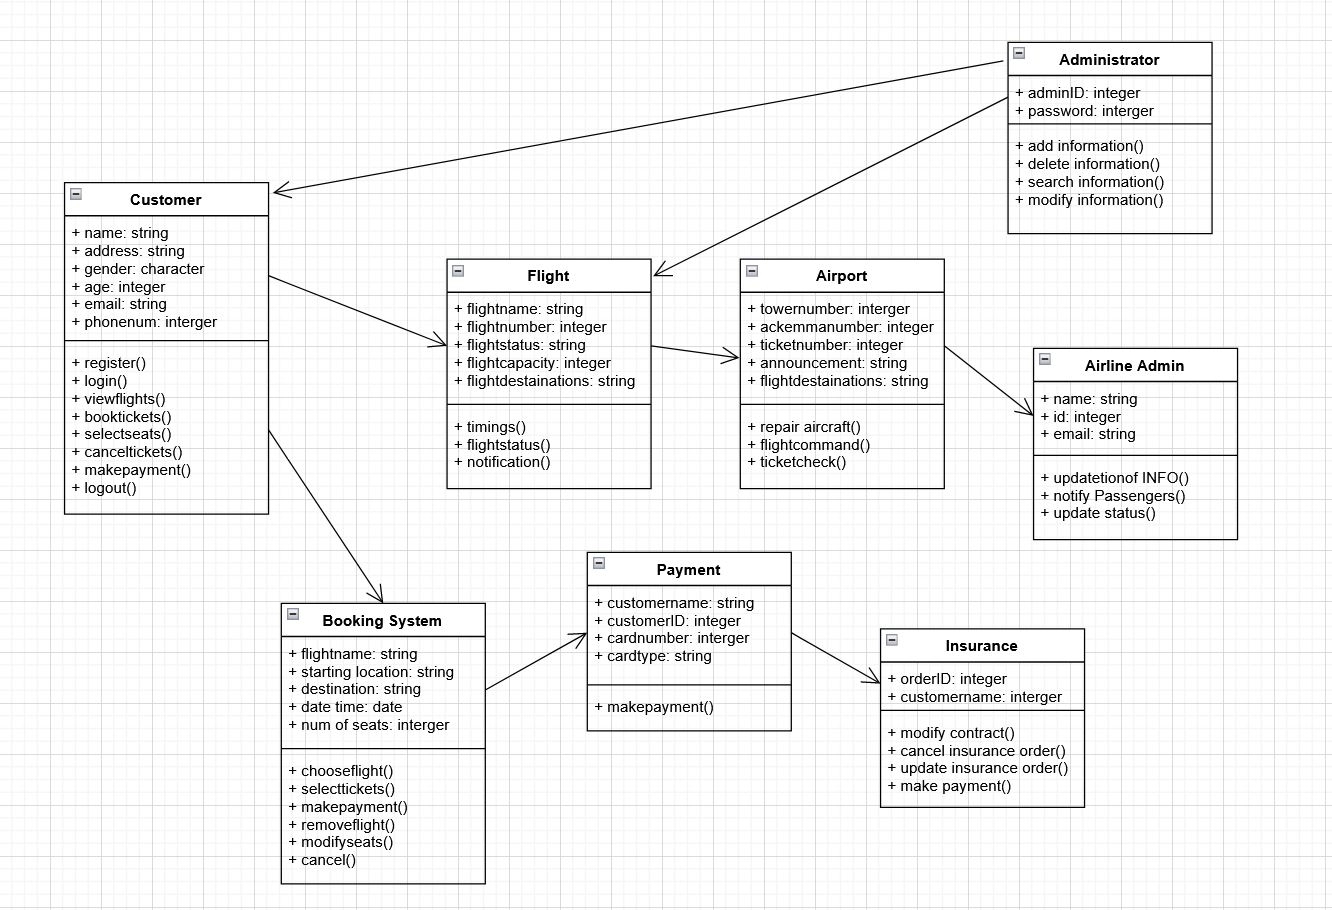 Administrator
+ adminID: integer
+ password: interger
+ add information()
+ delete information()
+ search information()
+ modify information()
Customer
+ name: string
+ address: string
+ gender: character
+ age: integer
+ email: string
+ phonenum: interger
+ register()
+ login()
+ viewflights()
+ booktickets()
+ selectseats()
+ canceltickets()
+ makepayment()
+ logout()
Flight
+ flightname: string
+ flightnumber: integer
+ flightstatus: string
+ flightcapacity: integer
+ flightdestainations: string
+ timings()
+ flightstatus()
+ notification()
Airport
+ towernumber: interger
+ ackemmanumber: integer
+ ticketnumber: integer
+ announcement: string
+ flightdestainations: string
+ repair aircraft()
+ flightcommand()
+ ticketcheck()
Airline Admin
+ name: string
+ id: integer
+ email: string
+ updatetionof INFO()
+ notify Passengers()
+ update status()
Booking System
+ flightname: string
+ starting location: string
+ destination: string
+ date time: date
+ num of seats: interger
+ chooseflight()
+ selecttickets()
+ makepayment()
+ removeflight()
+ modifyseats()
+ cancel()
Payment
+ customername: string
+ customerID: integer
+ cardnumber: interger
+ cardtype: string
+ makepayment()
Insurance
+ orderID: integer
+ customername: interger
+ modify contract()
+ cancel insurance order()
+ update insurance order()
+ make payment()